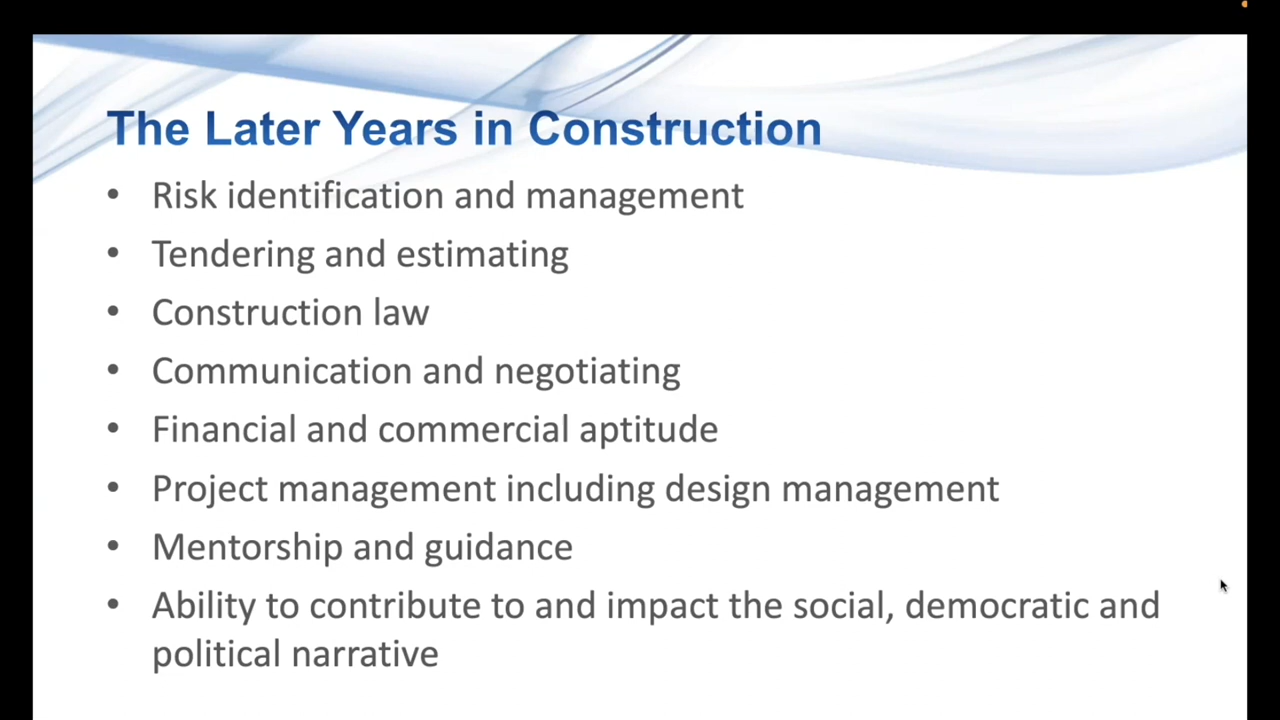 The Later Years in Construction
• Risk identification and management
• Tendering and estimating
• Construction law
• Communication and negotiating
• Financial and commercial aptitude
• Project management including design management
• Mentorship and guidance
• Ability to contribute to and impact the social, democratic and
political narrative